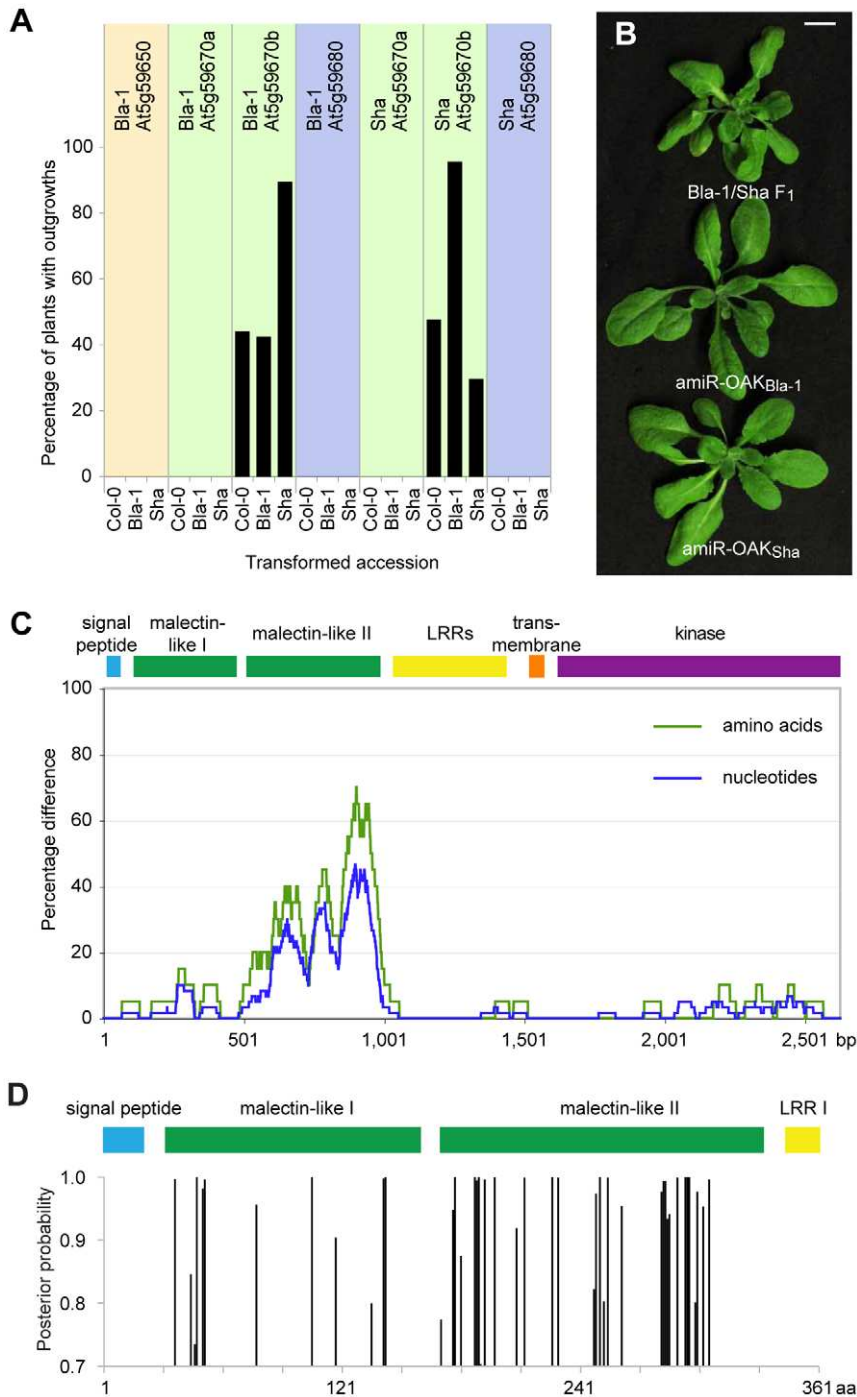 A
Bla-1
At5g59650
Bla-1
At5g59670a
Bla-1
At5g59670b
Bla-1
At5g59680
Sha
At5g59670a
Sha
At5g59670b
Sha
At5g59680
Percentage of plants with outgrowths
100
80
60
40
20
0
Col-0 Bla-1 Sha Col-0 Bla-1 Sha Col-0 Bla-1 Sha Col-0 Bla-1 Sha Col-0 Bla-1 Sha Col-0 Bla-1 Sha Col-0 Bla-1 Sha
Transformed accession
B
Bla-1/Sha F1
amiR-OAKBla-1
amiR-OAKSha
C
signal
peptide
malectin-
like I
malectin-like II
LRRs
trans-
membrane
kinase
Percentage difference
100
80
60
40
20
0
amino acids
nucleotides
1 501 1,001 1,501 2,001 2,501 bp
D
signal peptide malectin-like I malectin-like II LRR I
Posterior probability
1.0
0.9
0.8
0.7
1 121 241 361 aa